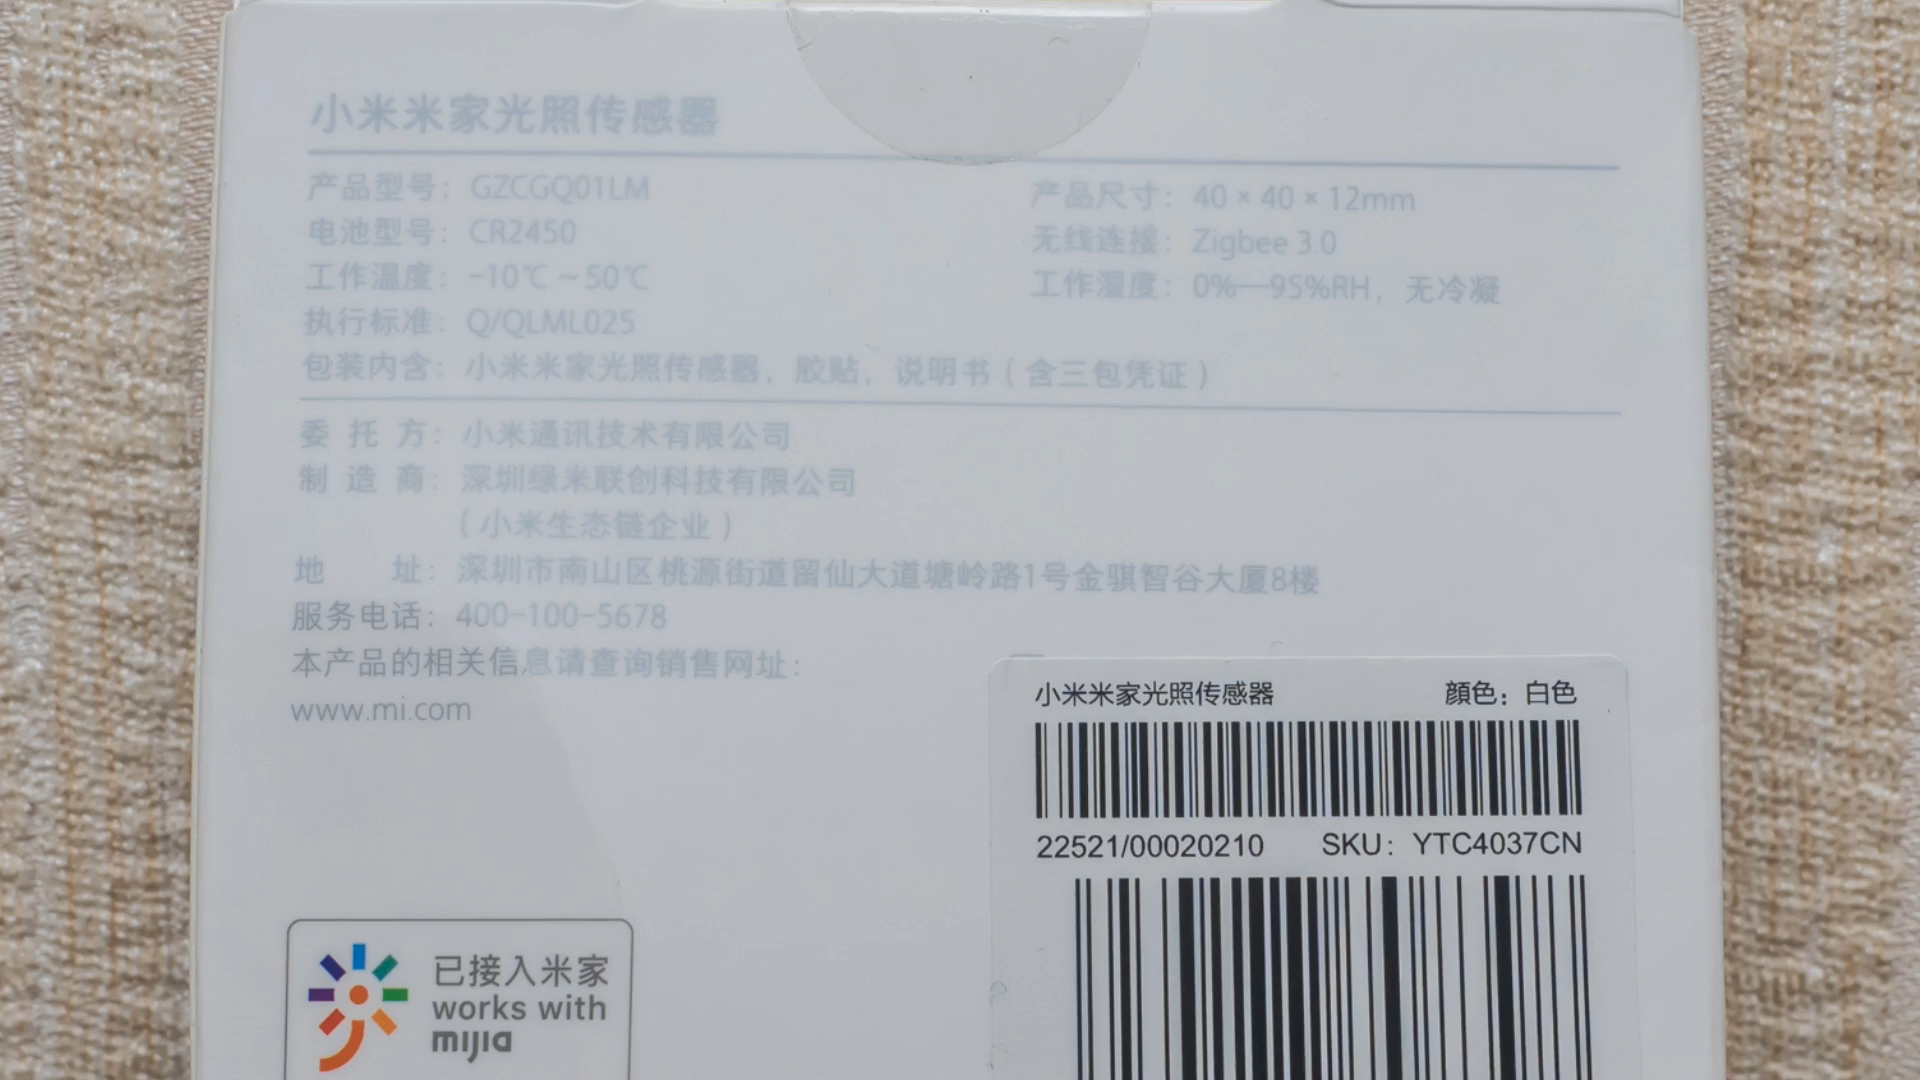 小米米家光照传感器
产品型号：GZCGQ01LM
产品尺寸：40 × 40 × 12mm
电池型号：CR2450
无线连接：Zigbee 3.0
工作温度：-10℃～50℃
工作湿度：0%—95%RH，无冷凝
执行标准：Q/QLML025
包装内含：小米米家光照传感器，胶贴，说明书（含三包凭证）
委托方：小米通讯技术有限公司
制造商：深圳绿米联创科技有限公司
（小米生态链企业）
地址：深圳市南山区桃源街道留仙大道塘岭路1号金骐智谷大厦8楼
服务电话：400-100-5678
本产品的相关信息请查询销售网址：
www.mi.com
小米米家光照传感器 顏色：白色
22521/00020210 SKU：YTC4037CN
已接入米家
works with
mijia